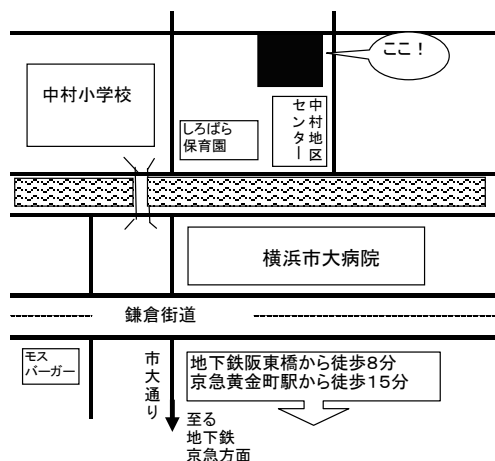 ここ！
中村小学校
中村地区
センター
しろばら
保育園
横浜市大病院
鎌倉街道
モス
バーガー
市大通り
地下鉄阪東橋から徒歩8分
京急黄金町駅から徒歩15分
至る
地下鉄
京急方面